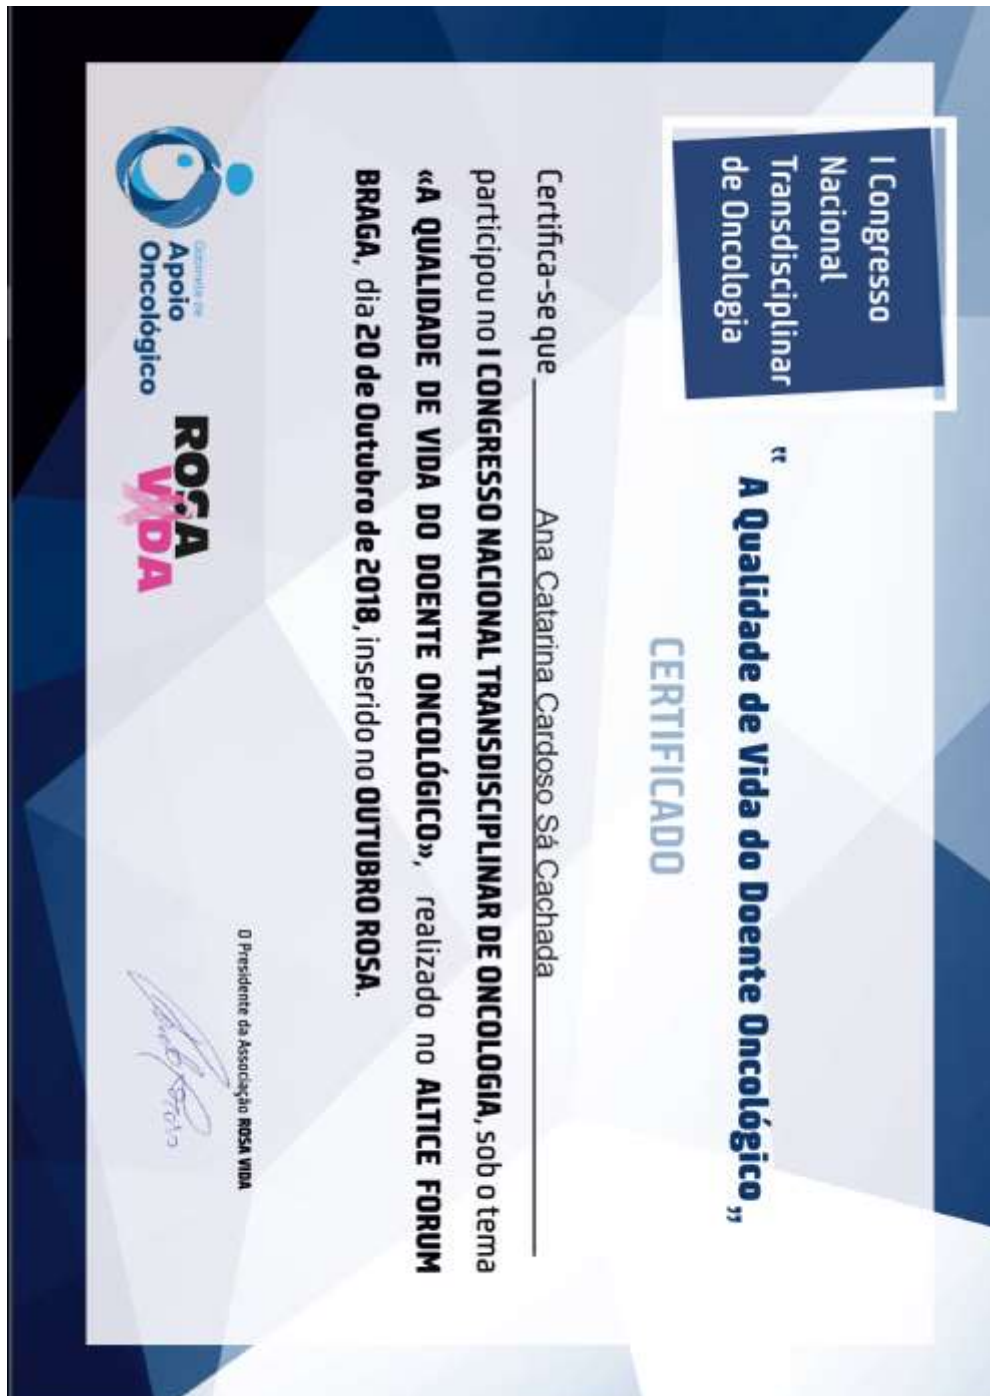 I Congresso
Nacional
Transdisciplinar
de Oncologia
“ A Qualidade de Vida do Doente Oncológico „
CERTIFICADO
Certifica-se que Ana Catarina Cardoso Sá Cachada
participou no I CONGRESSO NACIONAL TRANSDISCIPLINAR DE ONCOLOGIA, sob o tema
«A QUALIDADE DE VIDA DO DOENTE ONCOLÓGICO», realizado no ALTICE FORUM
BRAGA, dia 20 de Outubro de 2018, inserido no OUTUBRO ROSA.
Gabinete de
Apoio
Oncológico
ROSA
VIDA
O Presidente da Associação ROSA VIDA